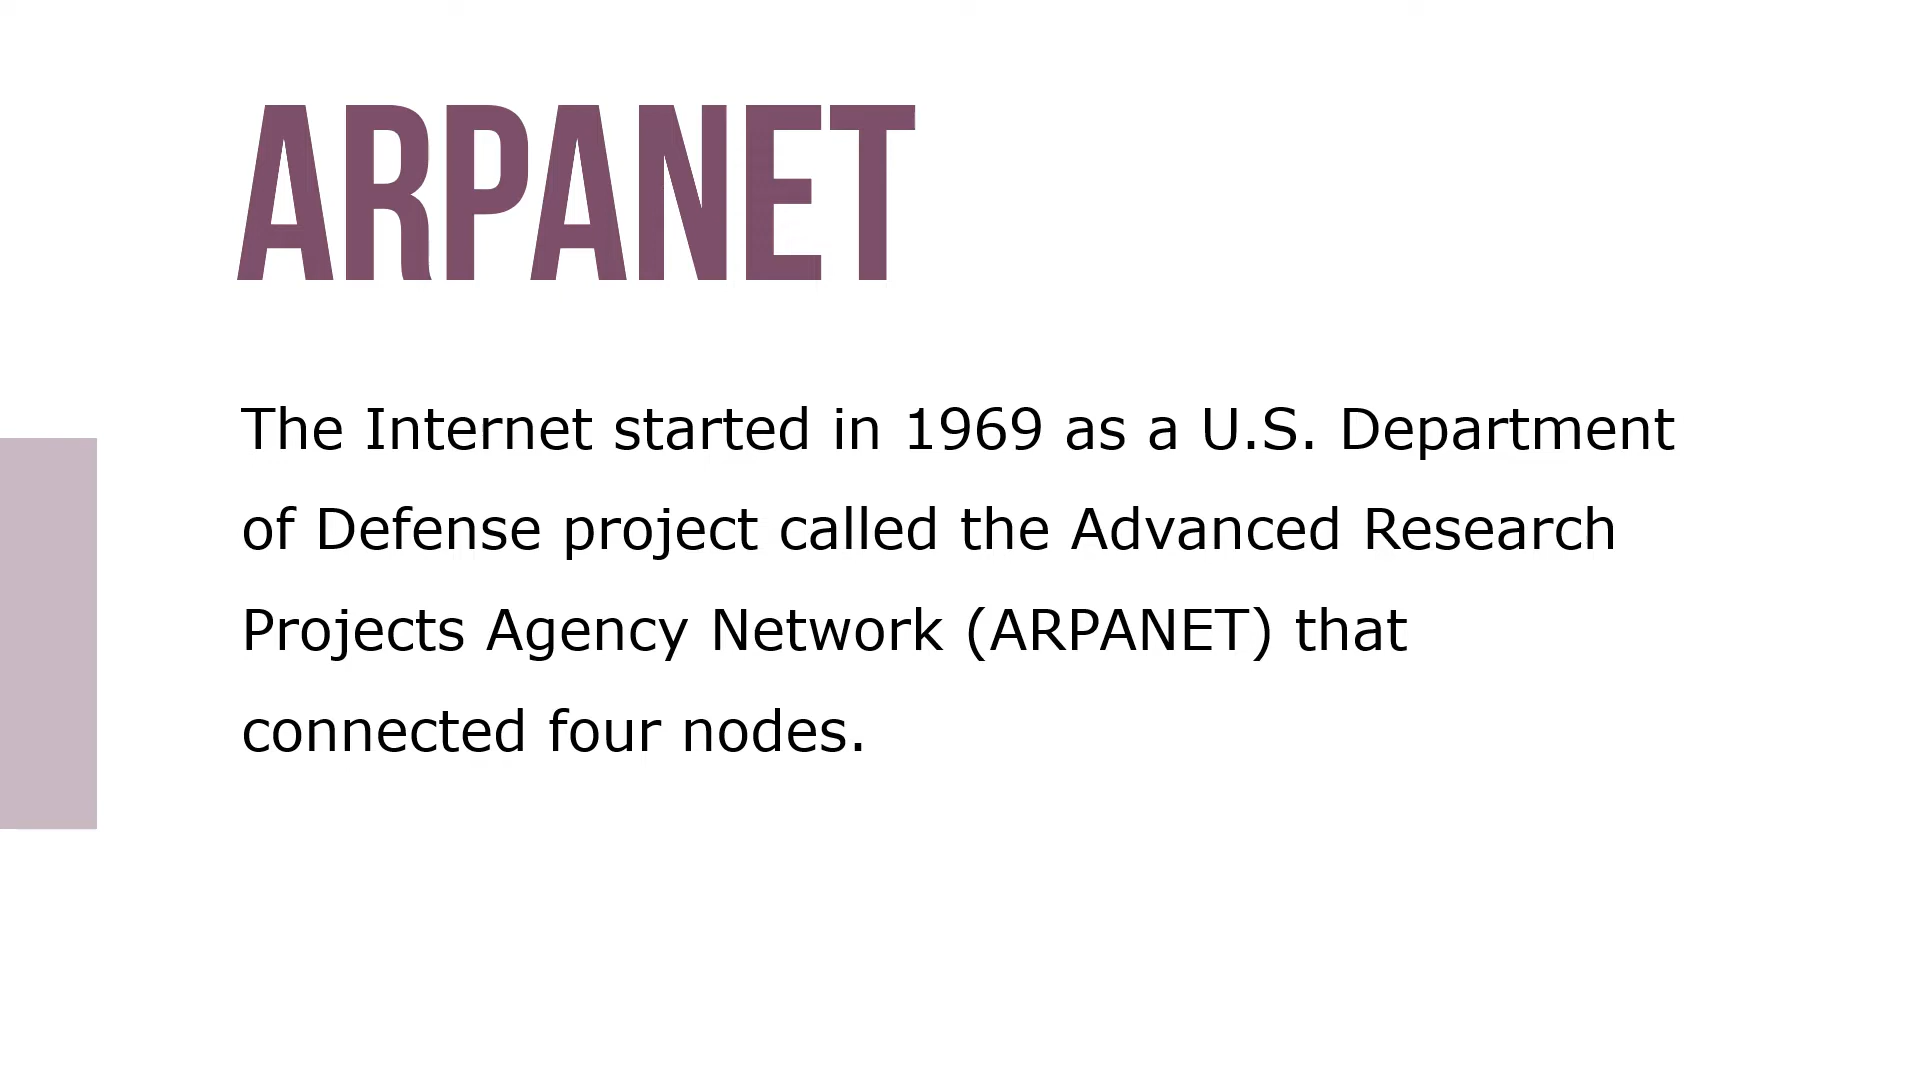 ARPANET
The Internet started in 1969 as a U.S. Department
of Defense project called the Advanced Research
Projects Agency Network (ARPANET) that
connected four nodes.